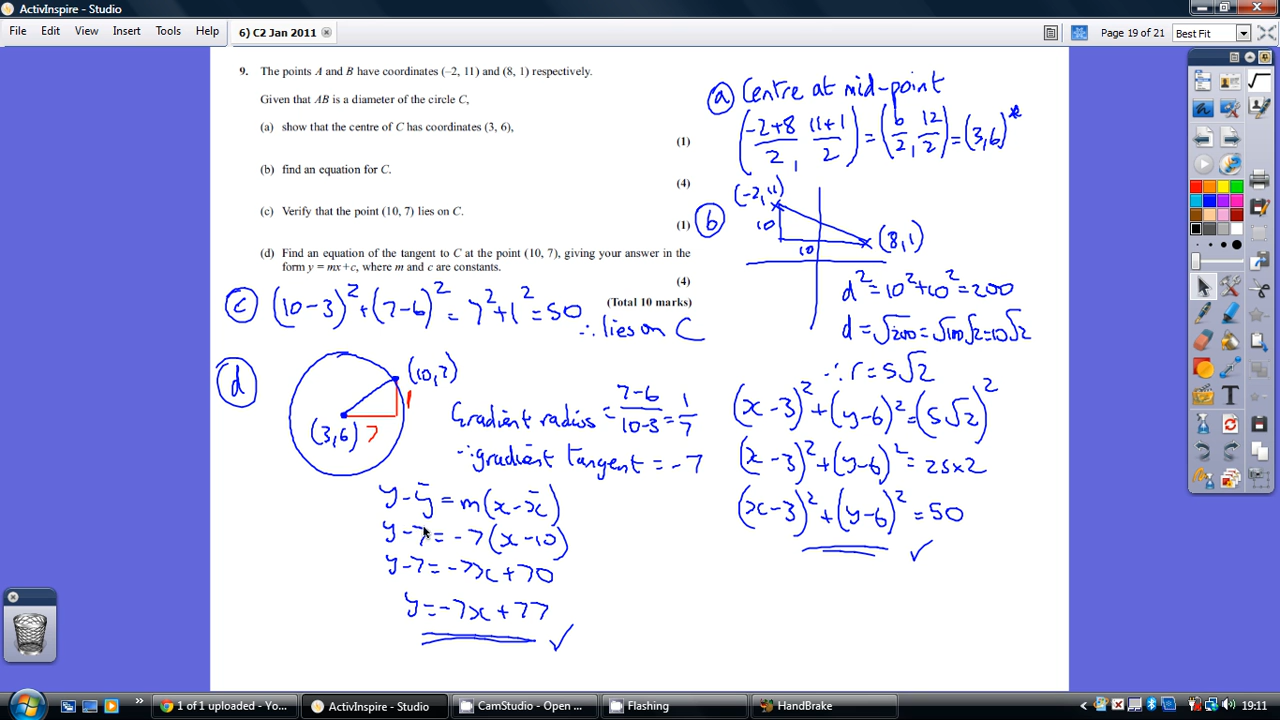 ActivInspire - Studio
File Edit View Insert Tools Help
6) C2 Jan 2011
Page 19 of 21
Best Fit
9. The points A and B have coordinates (–2, 11) and (8, 1) respectively.
Given that AB is a diameter of the circle C,
(a) show that the centre of C has coordinates (3, 6),
(1)
(b) find an equation for C.
(4)
(c) Verify that the point (10, 7) lies on C.
(1)
(d) Find an equation of the tangent to C at the point (10, 7), giving your answer in the
form y = mx + c, where m and c are constants.
(4)
(Total 10 marks)
a Centre at mid-point
((-2+8)/2, (11+1)/2) = (6/2, 12/2) = (3,6)*
b
(-2,11)
10
10
(8,1)
d² = 10² + 10² = 200
d = √200 = √100√2 = 10√2
∴ r = 5√2
(x-3)² + (y-6)² = (5√2)²
(x-3)² + (y-6)² = 25×2
(x-3)² + (y-6)² = 50
✓
c (10-3)² + (7-6)² = 7² + 1² = 50
∴ lies on C
d
(10,7)
1
(3,6) 7
Gradient radius = (7-6)/(10-3) = 1/7
∴ gradient tangent = -7
y - ȳ = m(x - x̄)
y-7 = -7(x-10)
y-7 = -7x+70
y = -7x+77
✓
1 of 1 uploaded - Yo...
ActivInspire - Studio
CamStudio - Open ...
Flashing
HandBrake
19:11